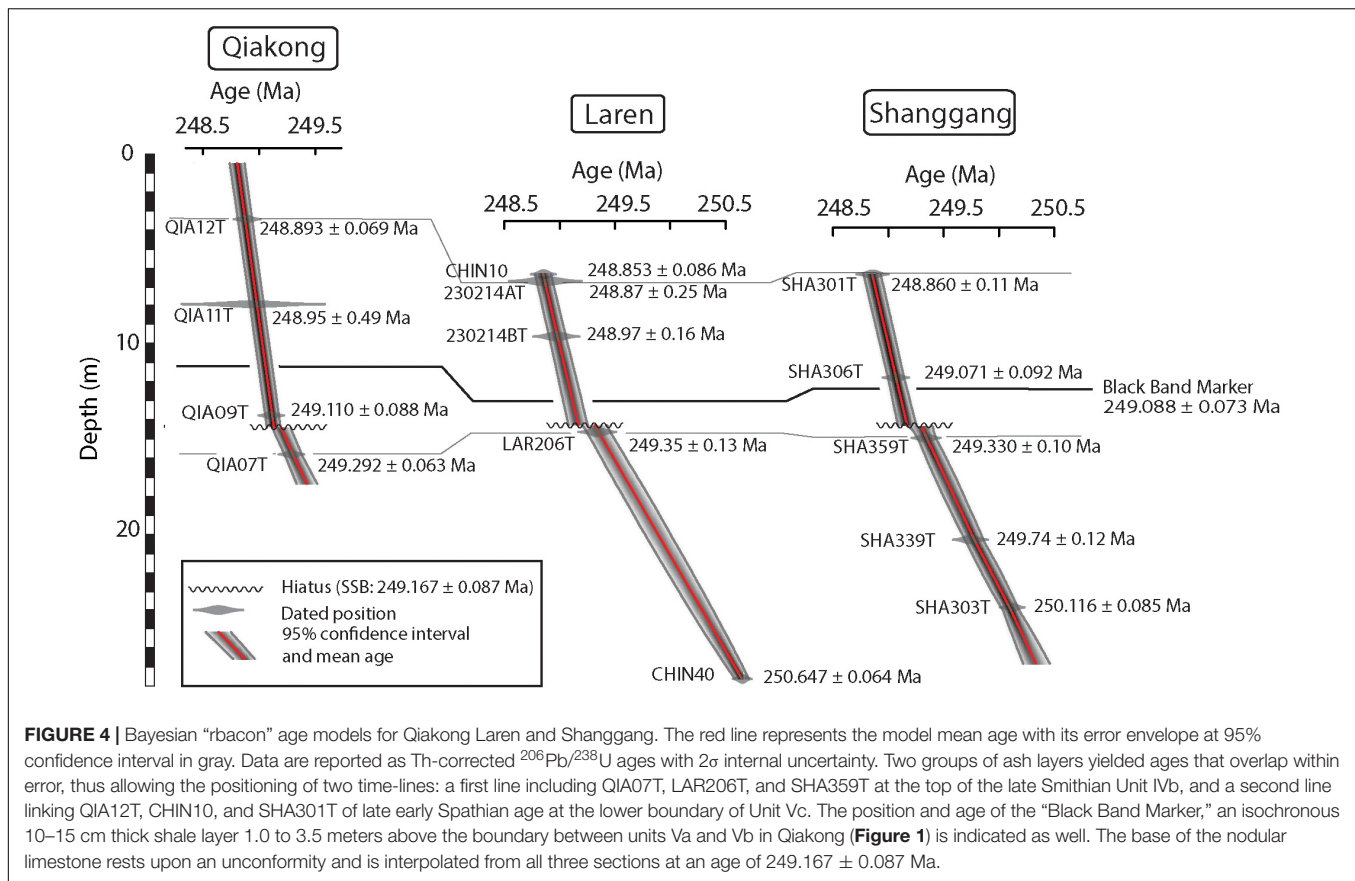 Qiakong
Age (Ma)
248.5 249.5
Laren
Age (Ma)
248.5 249.5 250.5
Shanggang
Age (Ma)
248.5 249.5 250.5
Depth (m)
0
10
20
QIA12T 248.893 ± 0.069 Ma
QIA11T 248.95 ± 0.49 Ma
QIA09T 249.110 ± 0.088 Ma
QIA07T 249.292 ± 0.063 Ma
CHIN10 248.853 ± 0.086 Ma
230214AT 248.87 ± 0.25 Ma
230214BT 248.97 ± 0.16 Ma
LAR206T 249.35 ± 0.13 Ma
CHIN40 250.647 ± 0.064 Ma
SHA301T 248.860 ± 0.11 Ma
SHA306T 249.071 ± 0.092 Ma
Black Band Marker
249.088 ± 0.073 Ma
SHA359T 249.330 ± 0.10 Ma
SHA339T 249.74 ± 0.12 Ma
SHA303T 250.116 ± 0.085 Ma
Hiatus (SSB: 249.167 ± 0.087 Ma)
Dated position
95% confidence interval
and mean age
FIGURE 4 | Bayesian “rbacon” age models for Qiakong Laren and Shanggang. The red line represents the model mean age with its error envelope at 95%
confidence interval in gray. Data are reported as Th-corrected ²⁰⁶Pb/²³⁸U ages with 2σ internal uncertainty. Two groups of ash layers yielded ages that overlap within
error, thus allowing the positioning of two time-lines: a first line including QIA07T, LAR206T, and SHA359T at the top of the late Smithian Unit IVb, and a second line
linking QIA12T, CHIN10, and SHA301T of late early Spathian age at the lower boundary of Unit Vc. The position and age of the “Black Band Marker,” an isochronous
10–15 cm thick shale layer 1.0 to 3.5 meters above the boundary between units Va and Vb in Qiakong (Figure 1) is indicated as well. The base of the nodular
limestone rests upon an unconformity and is interpolated from all three sections at an age of 249.167 ± 0.087 Ma.